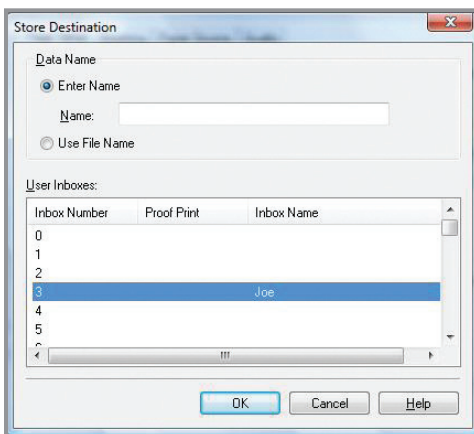 Store Destination
Data Name
Enter Name
Name:
Use File Name
User Inboxes:
Inbox Number Proof Print Inbox Name
0
1
2
3 Joe
4
5
OK Cancel Help